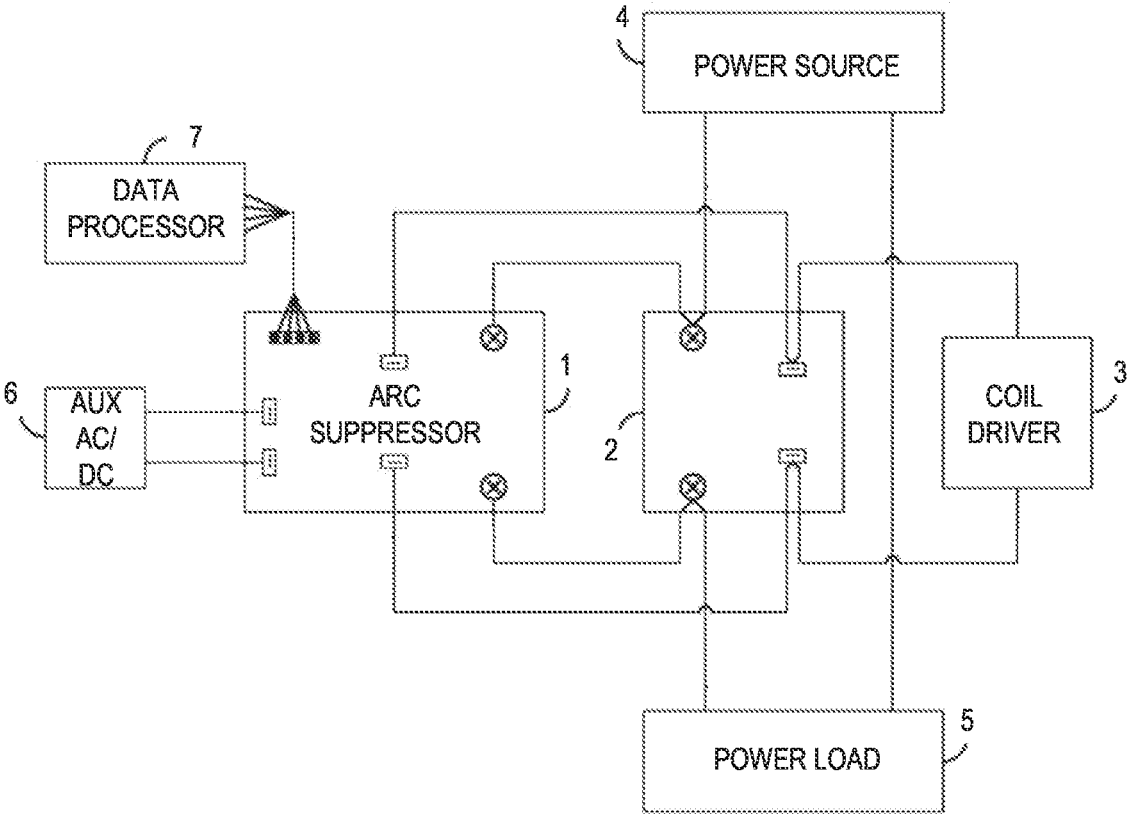 4
POWER SOURCE
7
DATA
PROCESSOR
1
ARC
SUPPRESSOR
2
3
COIL
DRIVER
6
AUX
AC/
DC
5
POWER LOAD